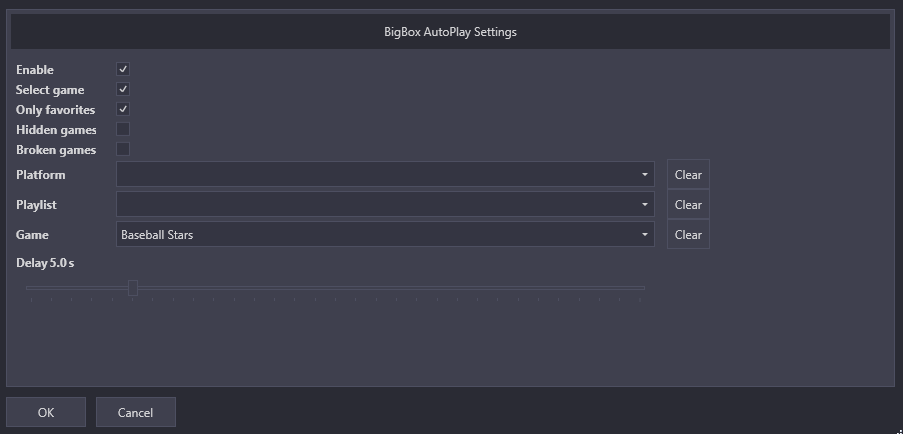 BigBox AutoPlay Settings
Enable
Select game
Only favorites
Hidden games
Broken games
Platform Clear
Playlist Clear
Game Baseball Stars Clear
Delay 5.0 s
OK Cancel